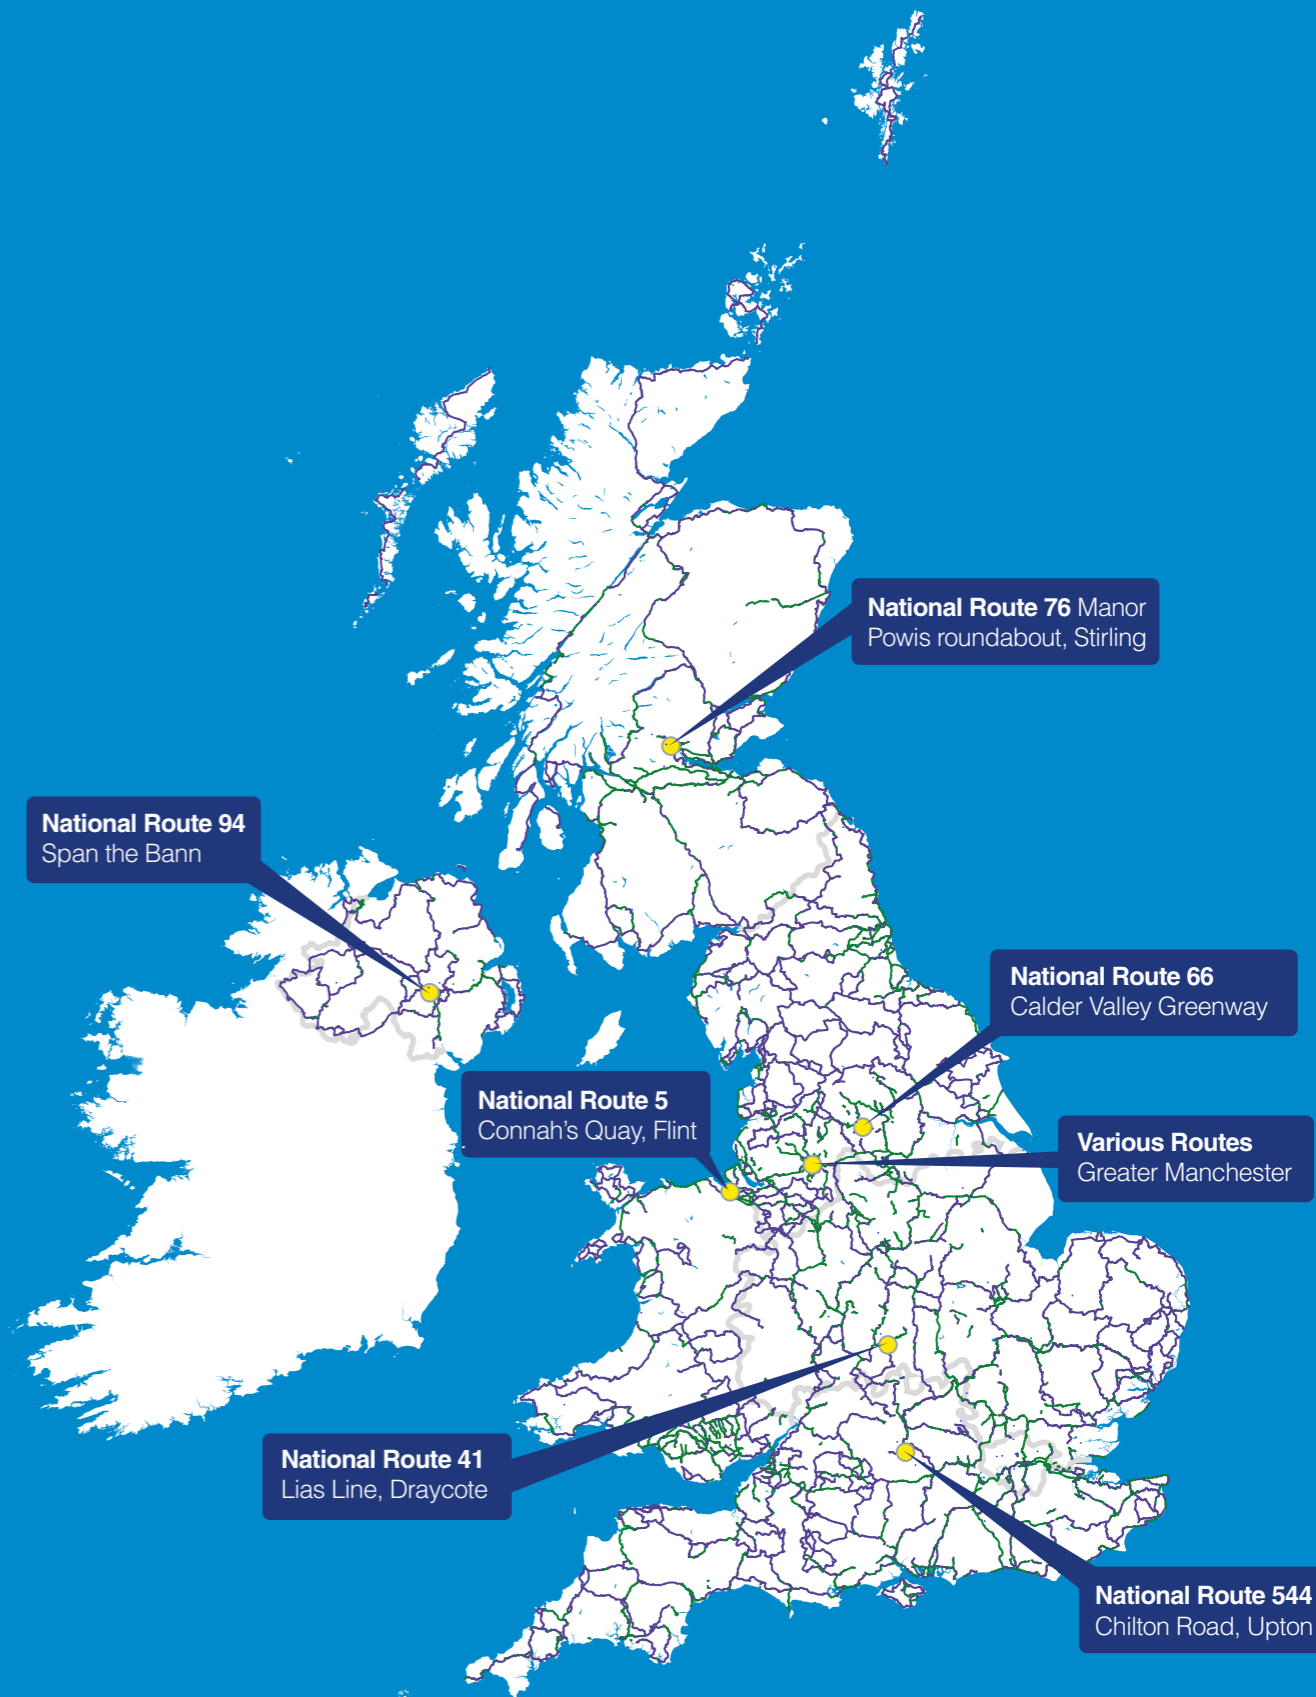 National Route 76 Manor
Powis roundabout, Stirling
National Route 94
Span the Bann
National Route 66
Calder Valley Greenway
National Route 5
Connah's Quay, Flint
Various Routes
Greater Manchester
National Route 41
Lias Line, Draycote
National Route 544
Chilton Road, Upton